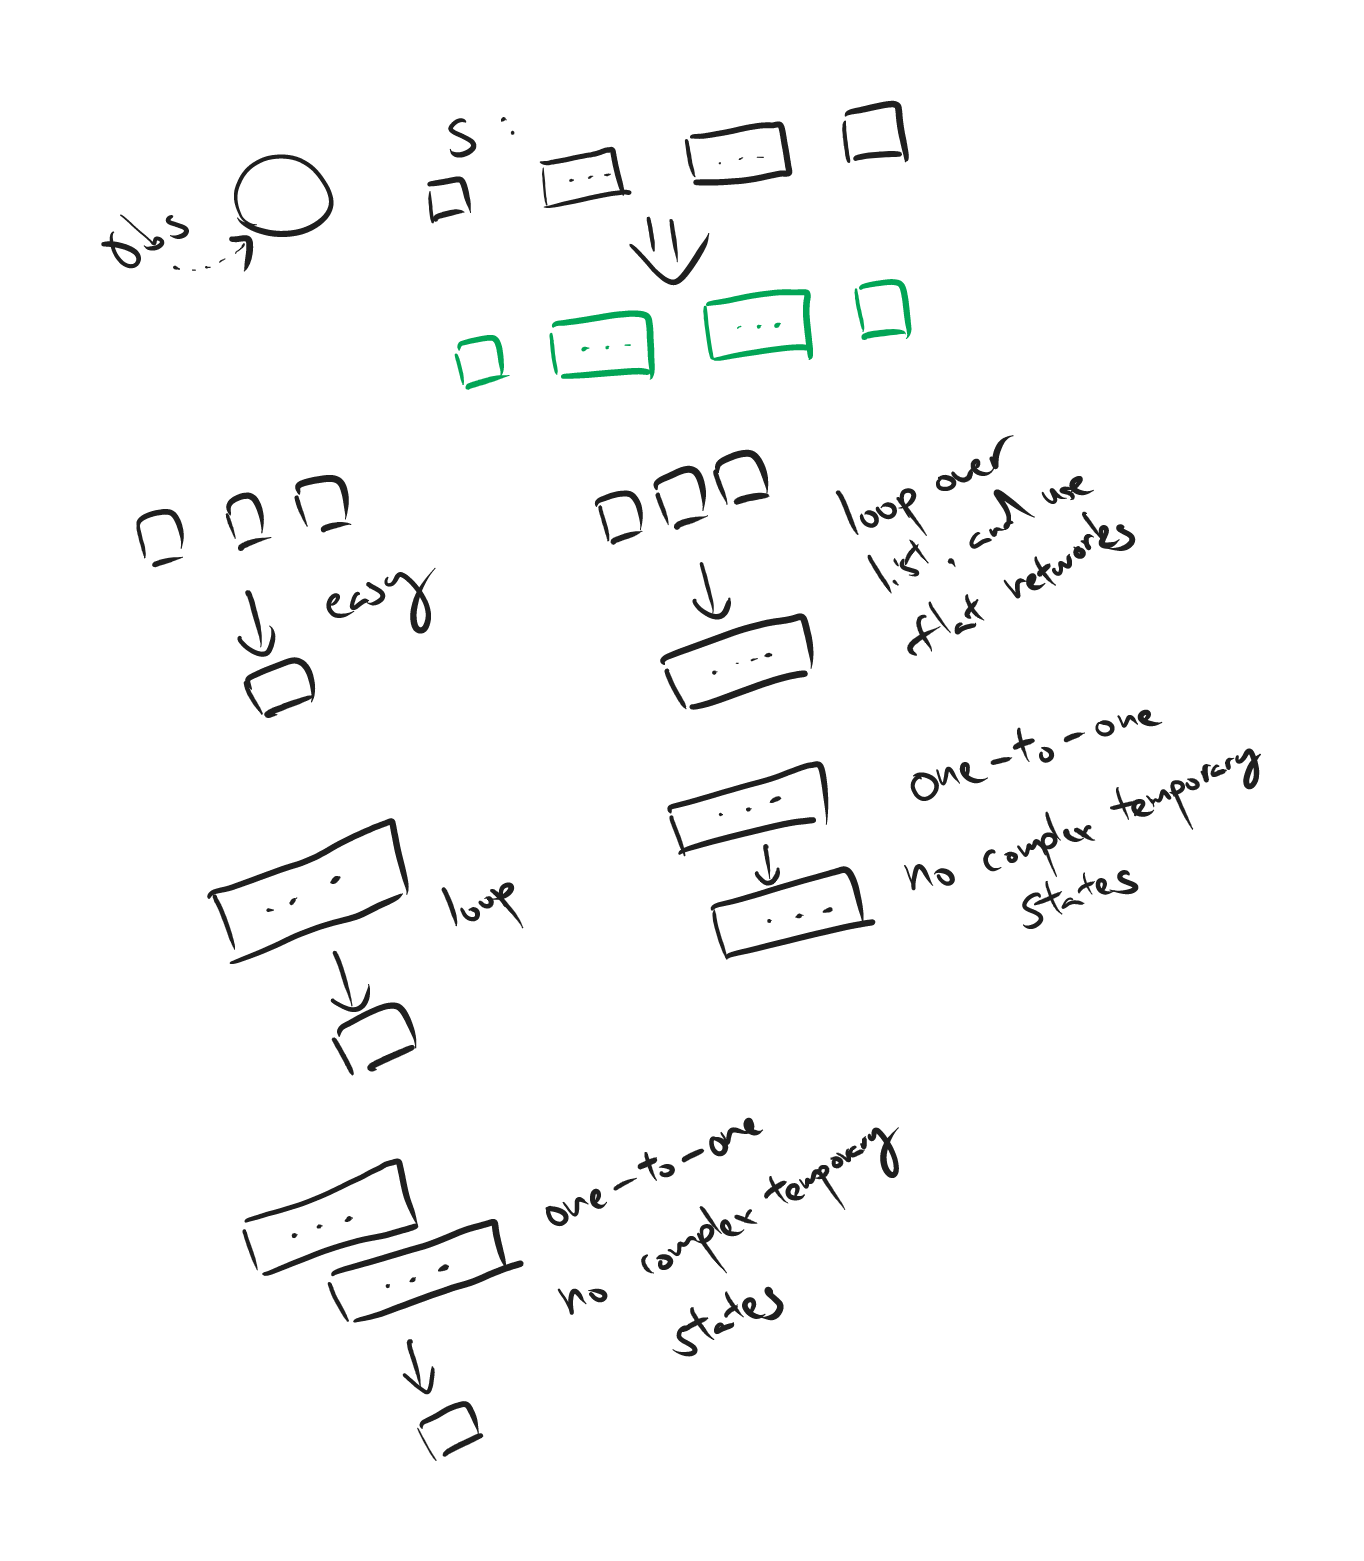 S :
obs
loop over
list, and use
flat networks
easy
one-to-one
no complex temporary
states
loop
one-to-one
no complex temporary
states